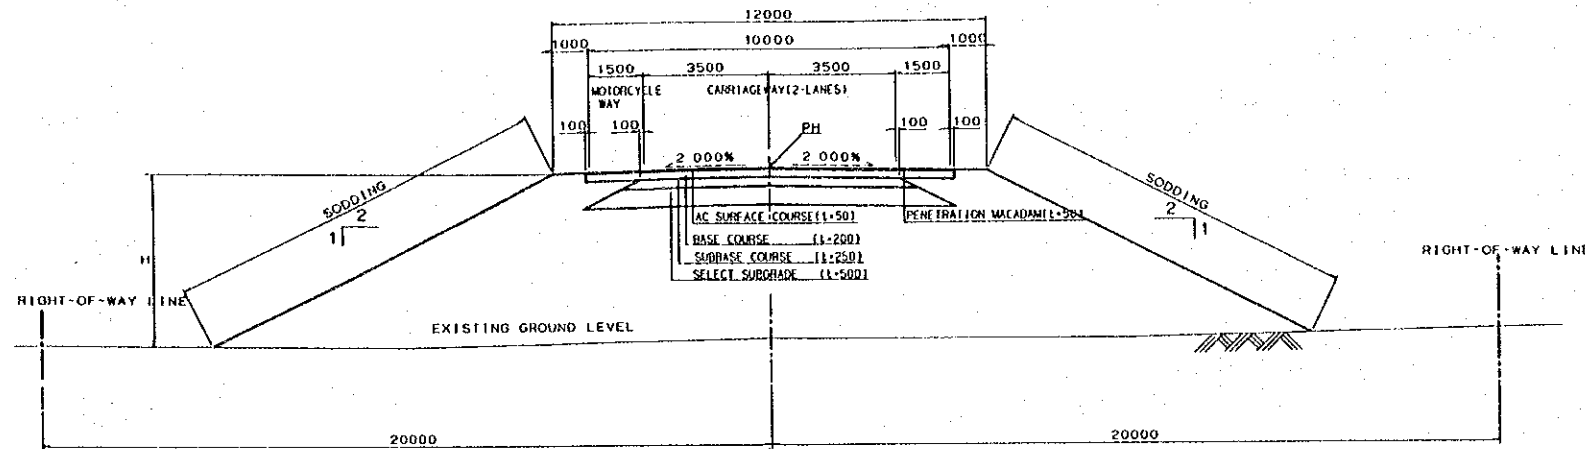 12000
1000
10000
1000
1500
3500
3500
1500
MOTORCYCLE
WAY
CARRIAGEWAY(2-LANES)
100
100
PH
100
100
2 000%
2 000%
SODDING
2
1
SODDING
2
1
AC SURFACE COURSE(t=50)
PENETRATION MACADAM(t=50)
BASE COURSE (t=200)
SUBBASE COURSE (t=250)
SELECT SUBGRADE (t=500)
H
RIGHT-OF-WAY LINE
RIGHT-OF-WAY LINE
EXISTING GROUND LEVEL
20000
20000